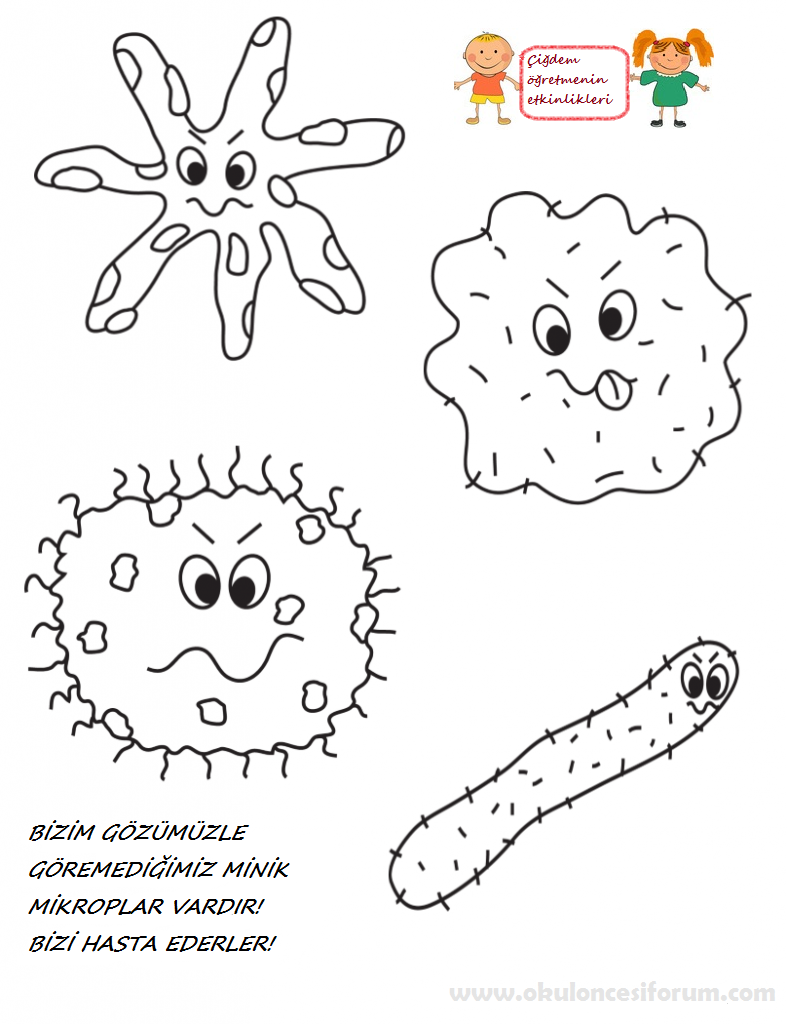 Çiğdem
öğretmenin
etkinlikleri
BİZİM GÖZÜMÜZLE
GÖREMEDİĞİMİZ MİNİK
MİKROPLAR VARDIR!
BİZİ HASTA EDERLER!
www.okuloncesiforum.com